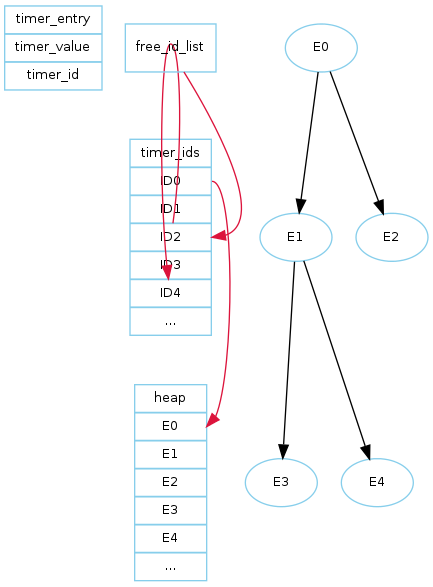 timer_entry
timer_value
timer_id
free_id_list
timer_ids
ID0
ID1
ID2
ID3
ID4
...
heap
E0
E1
E2
E3
E4
...
E0
E1
E2
E3
E4